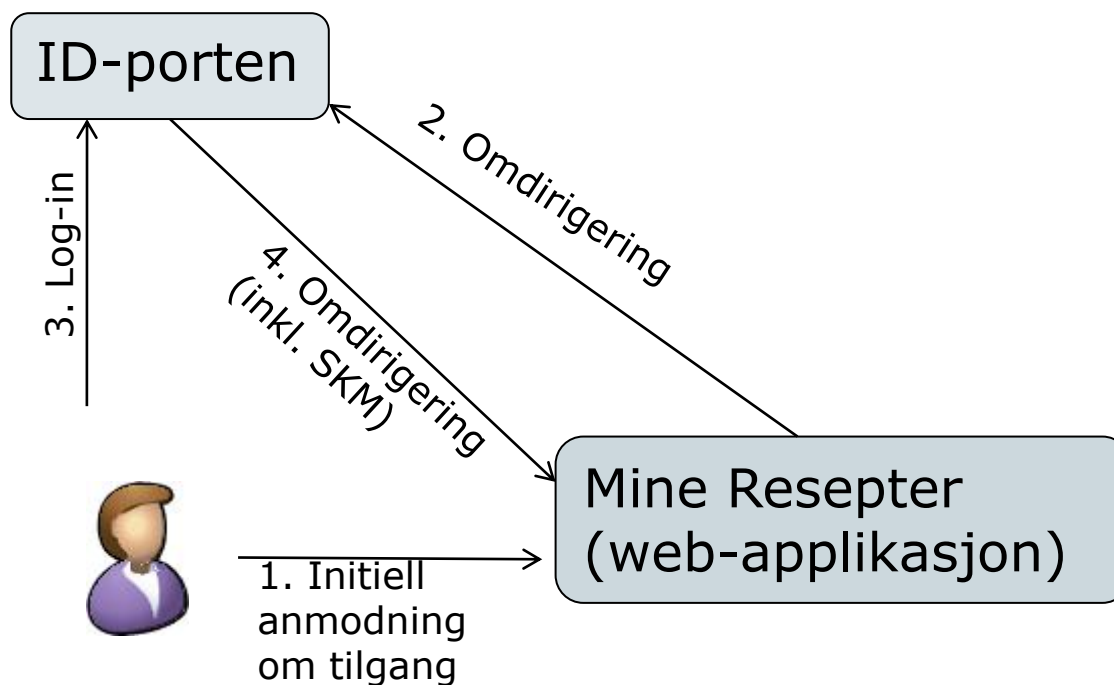 ID-porten
2. Omdirigering
3. Log-in
4. Omdirigering
(inkl. SKM)
Mine Resepter
(web-applikasjon)
1. Initiell
anmodning
om tilgang